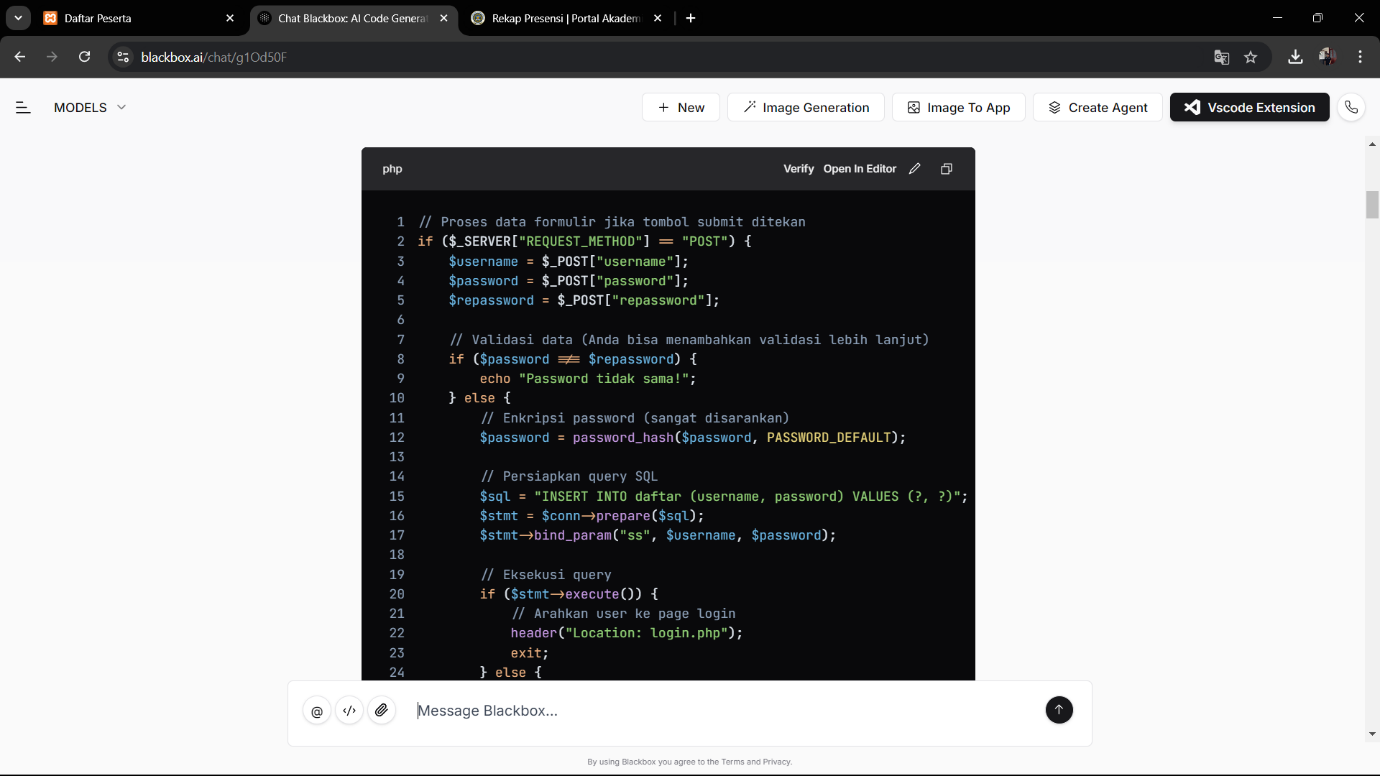 Daftar Peserta
Chat Blackbox: AI Code Generat
Rekap Presensi | Portal Akadem
blackbox.ai/chat/g1Od50F
MODELS
New
Image Generation
Image To App
Create Agent
Vscode Extension
php
Verify
Open In Editor
1 // Proses data formulir jika tombol submit ditekan
2 if ($_SERVER["REQUEST_METHOD"] == "POST") {
3 $username = $_POST["username"];
4 $password = $_POST["password"];
5 $repassword = $_POST["repassword"];
6
7 // Validasi data (Anda bisa menambahkan validasi lebih lanjut)
8 if ($password !== $repassword) {
9 echo "Password tidak sama!";
10 } else {
11 // Enkripsi password (sangat disarankan)
12 $password = password_hash($password, PASSWORD_DEFAULT);
13
14 // Persiapkan query SQL
15 $sql = "INSERT INTO daftar (username, password) VALUES (?, ?)";
16 $stmt = $conn->prepare($sql);
17 $stmt->bind_param("ss", $username, $password);
18
19 // Eksekusi query
20 if ($stmt->execute()) {
21 // Arahkan user ke page login
22 header("Location: login.php");
23 exit;
24 } else {
Message Blackbox...
By using Blackbox you agree to the Terms and Privacy.